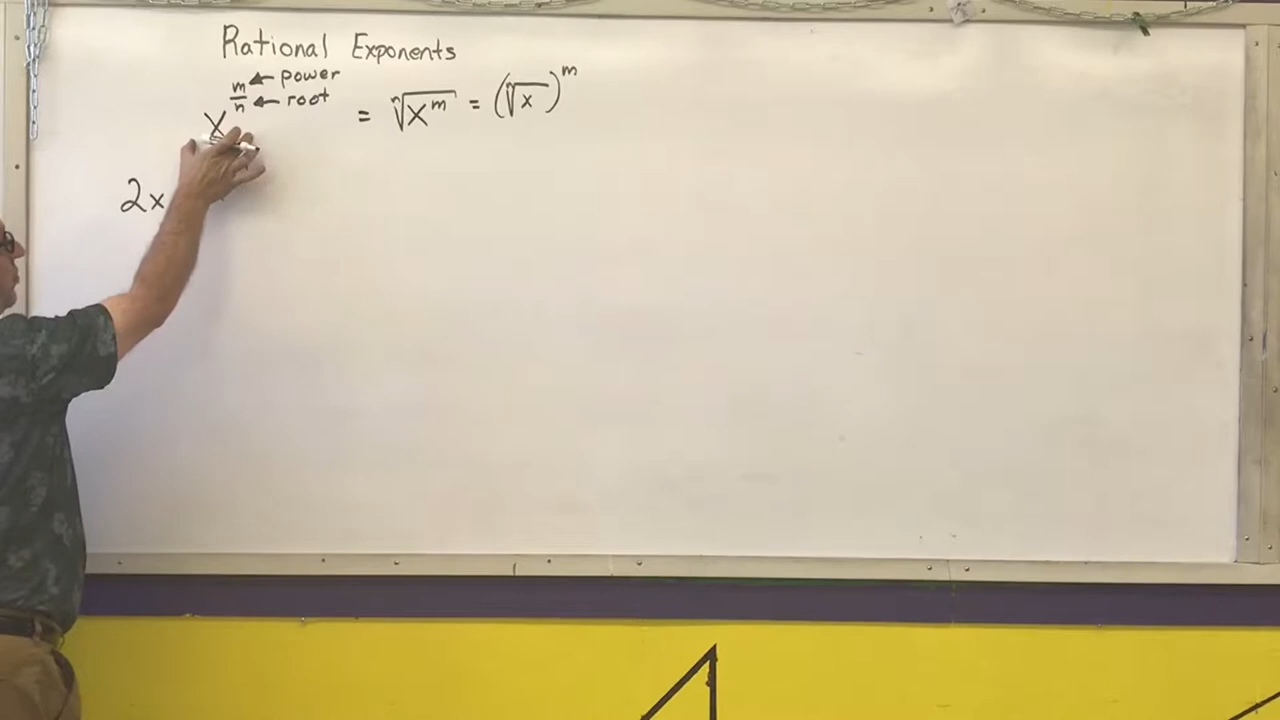 Rational Exponents
x^(m/n) ← power ← root = ⁿ√(x^m) = (ⁿ√x)^m
2x